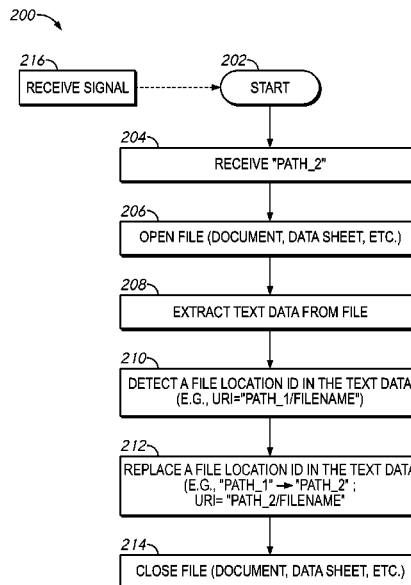 200
216
RECEIVE SIGNAL
202
START
204
RECEIVE "PATH_2"
206
OPEN FILE (DOCUMENT, DATA SHEET, ETC.)
208
EXTRACT TEXT DATA FROM FILE
210
DETECT A FILE LOCATION ID IN THE TEXT DATA
(E.G., URI="PATH_1/FILENAME")
212
REPLACE A FILE LOCATION ID IN THE TEXT DATA
(E.G., "PATH_1" → "PATH_2" ;
URI= "PATH_2/FILENAME"
214
CLOSE FILE (DOCUMENT, DATA SHEET, ETC.)